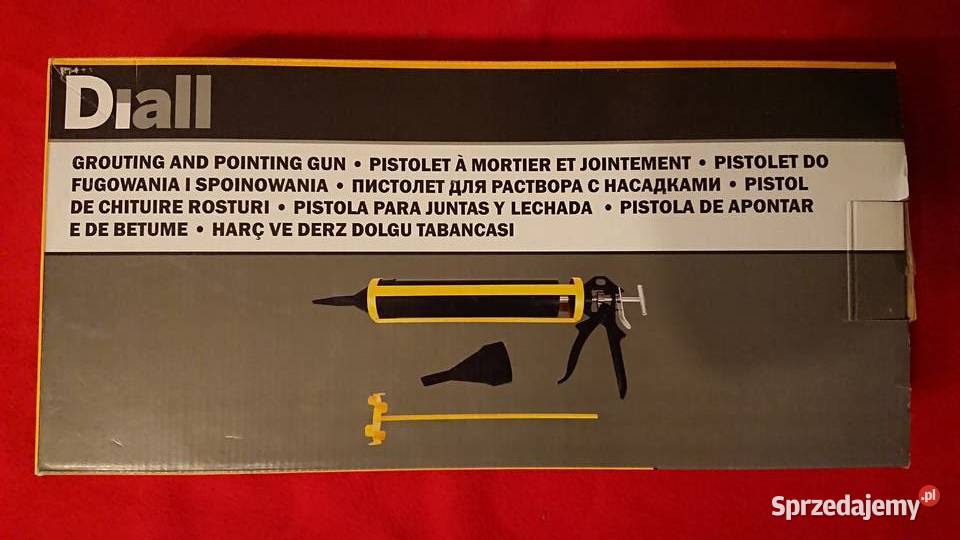 Diall
GROUTING AND POINTING GUN • PISTOLET À MORTIER ET JOINTEMENT • PISTOLET DO
FUGOWANIA I SPOINOWANIA • ПИСТОЛЕТ ДЛЯ РАСТВОРА С НАСАДКАМИ • PISTOL
DE CHITUIRE ROSTURI • PISTOLA PARA JUNTAS Y LECHADA • PISTOLA DE APONTAR
E DE BETUME • HARÇ VE DERZ DOLGU TABANCASI
Sprzedajemy.pl